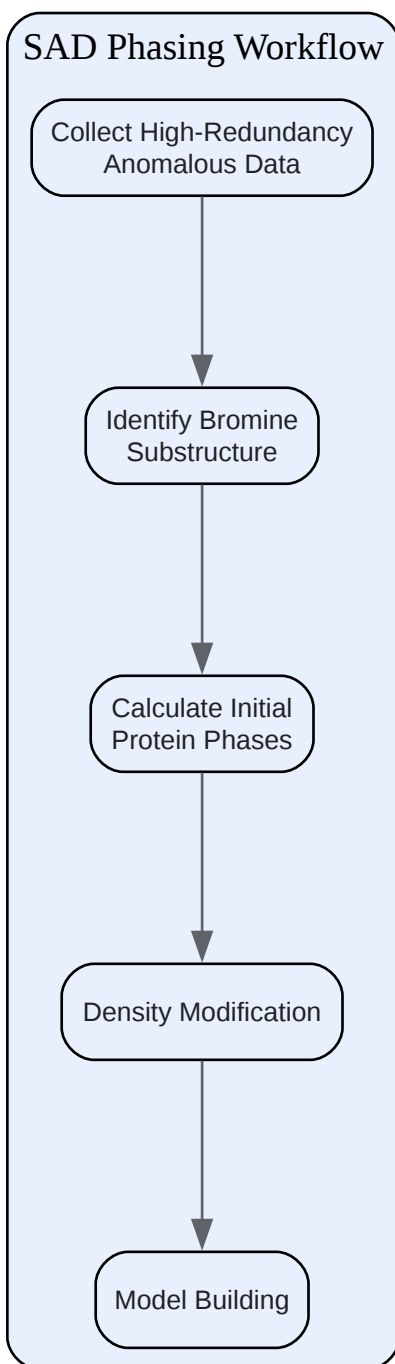 SAD Phasing Workflow
Collect High-Redundancy
Anomalous Data
Identify Bromine
Substructure
Calculate Initial
Protein Phases
Density Modification
Model Building